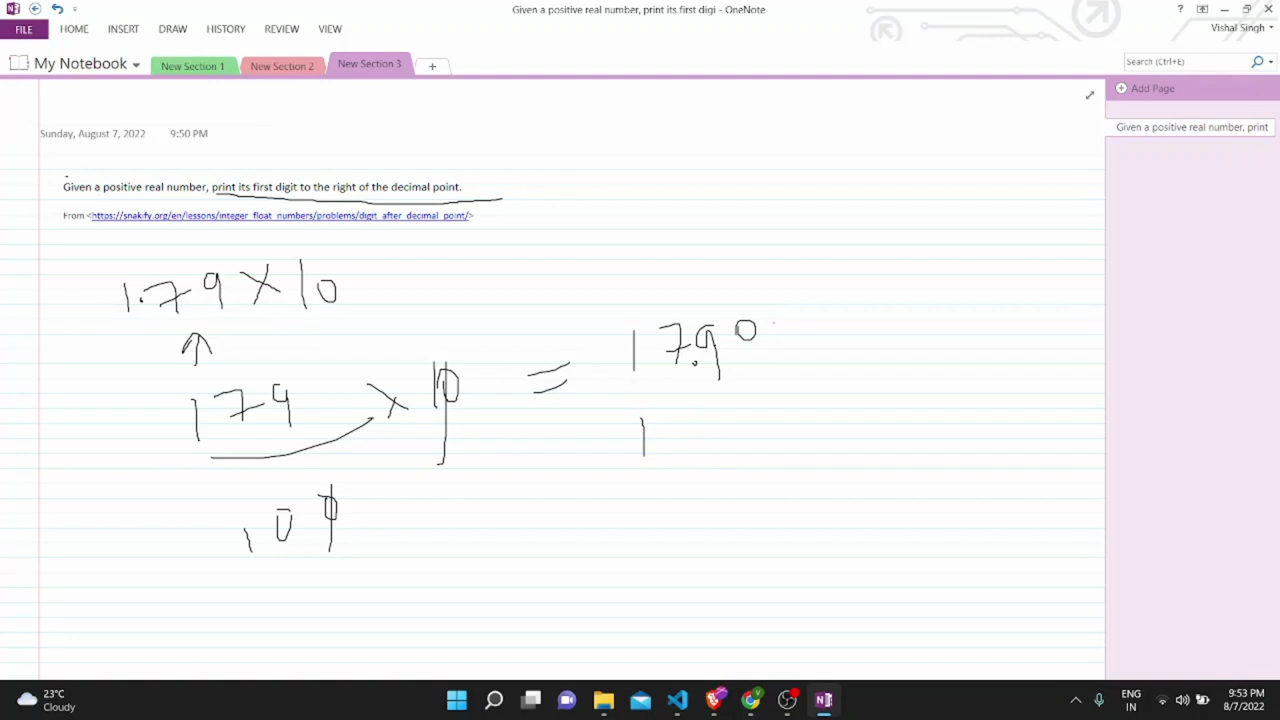 Given a positive real number, print its first digi - OneNote
? 
Vishal Singh
FILE HOME INSERT DRAW HISTORY REVIEW VIEW
My Notebook New Section 1 New Section 2 New Section 3 +
Search (Ctrl+E)
Add Page
Given a positive real number, print
Sunday, August 7, 2022 9:50 PM
Given a positive real number, print its first digit to the right of the decimal point.
From <https://snakify.org/en/lessons/integer_float_numbers/problems/digit_after_decimal_point/>
1.79 × 10
179 × 10 = 17.90
1
100
23°C
Cloudy
ENG
IN
9:53 PM
8/7/2022